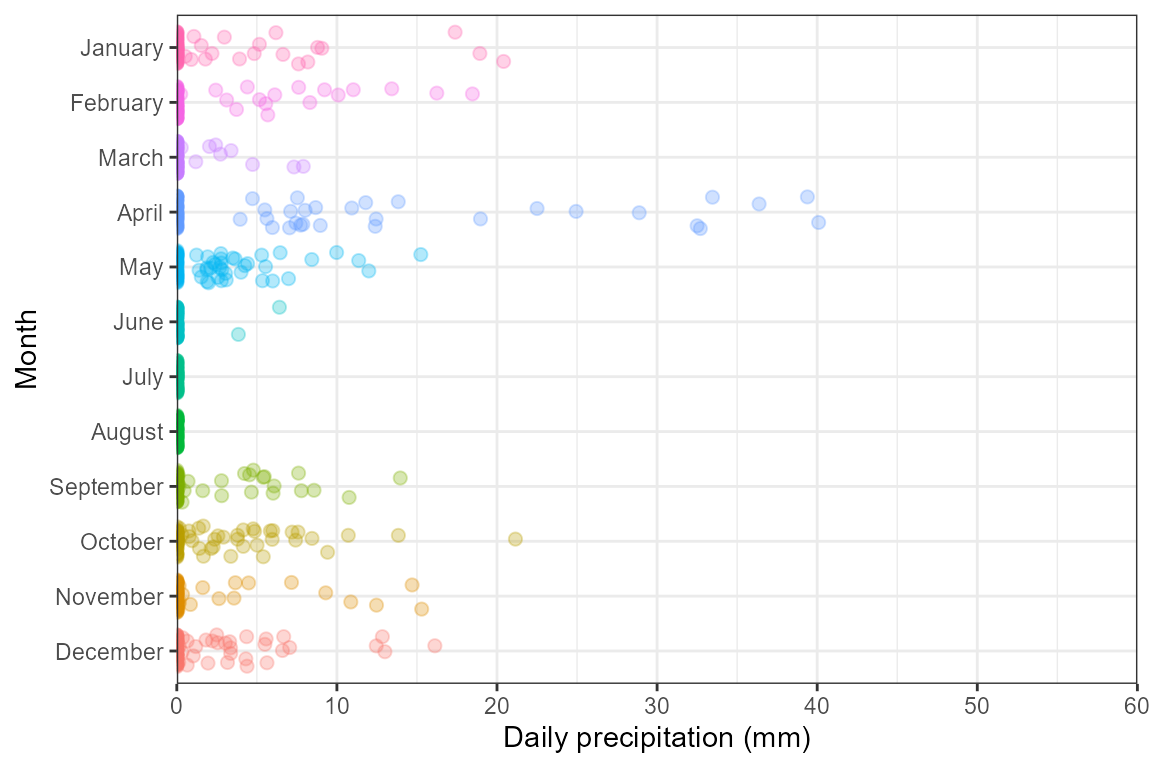 Month
January
February
March
April
May
June
July
August
September
October
November
December
0 10 20 30 40 50 60
Daily precipitation (mm)